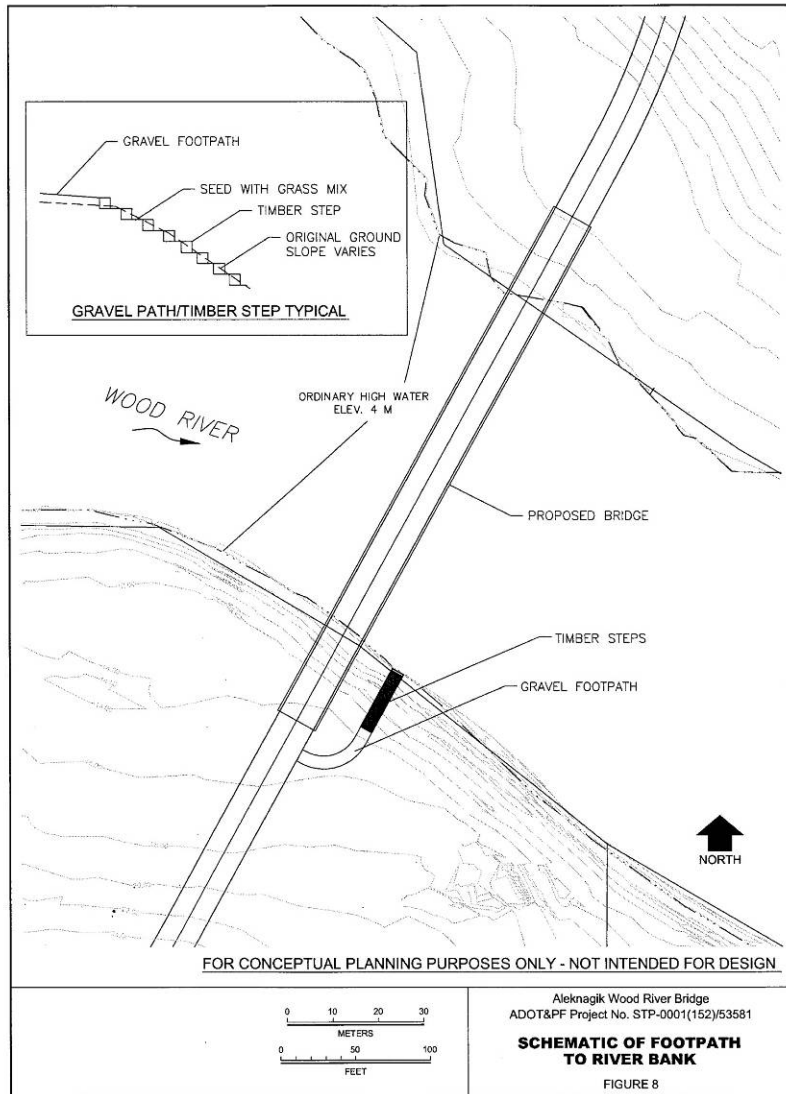 GRAVEL FOOTPATH
SEED WITH GRASS MIX
TIMBER STEP
ORIGINAL GROUND
SLOPE VARIES
GRAVEL PATH/TIMBER STEP TYPICAL
WOOD RIVER
ORDINARY HIGH WATER
ELEV. 4 M
PROPOSED BRIDGE
TIMBER STEPS
GRAVEL FOOTPATH
NORTH
FOR CONCEPTUAL PLANNING PURPOSES ONLY - NOT INTENDED FOR DESIGN
0 10 20 30
METERS
0 50 100
FEET
Aleknagik Wood River Bridge
ADOT&PF Project No. STP-0001(152)/53581
SCHEMATIC OF FOOTPATH
TO RIVER BANK
FIGURE 8